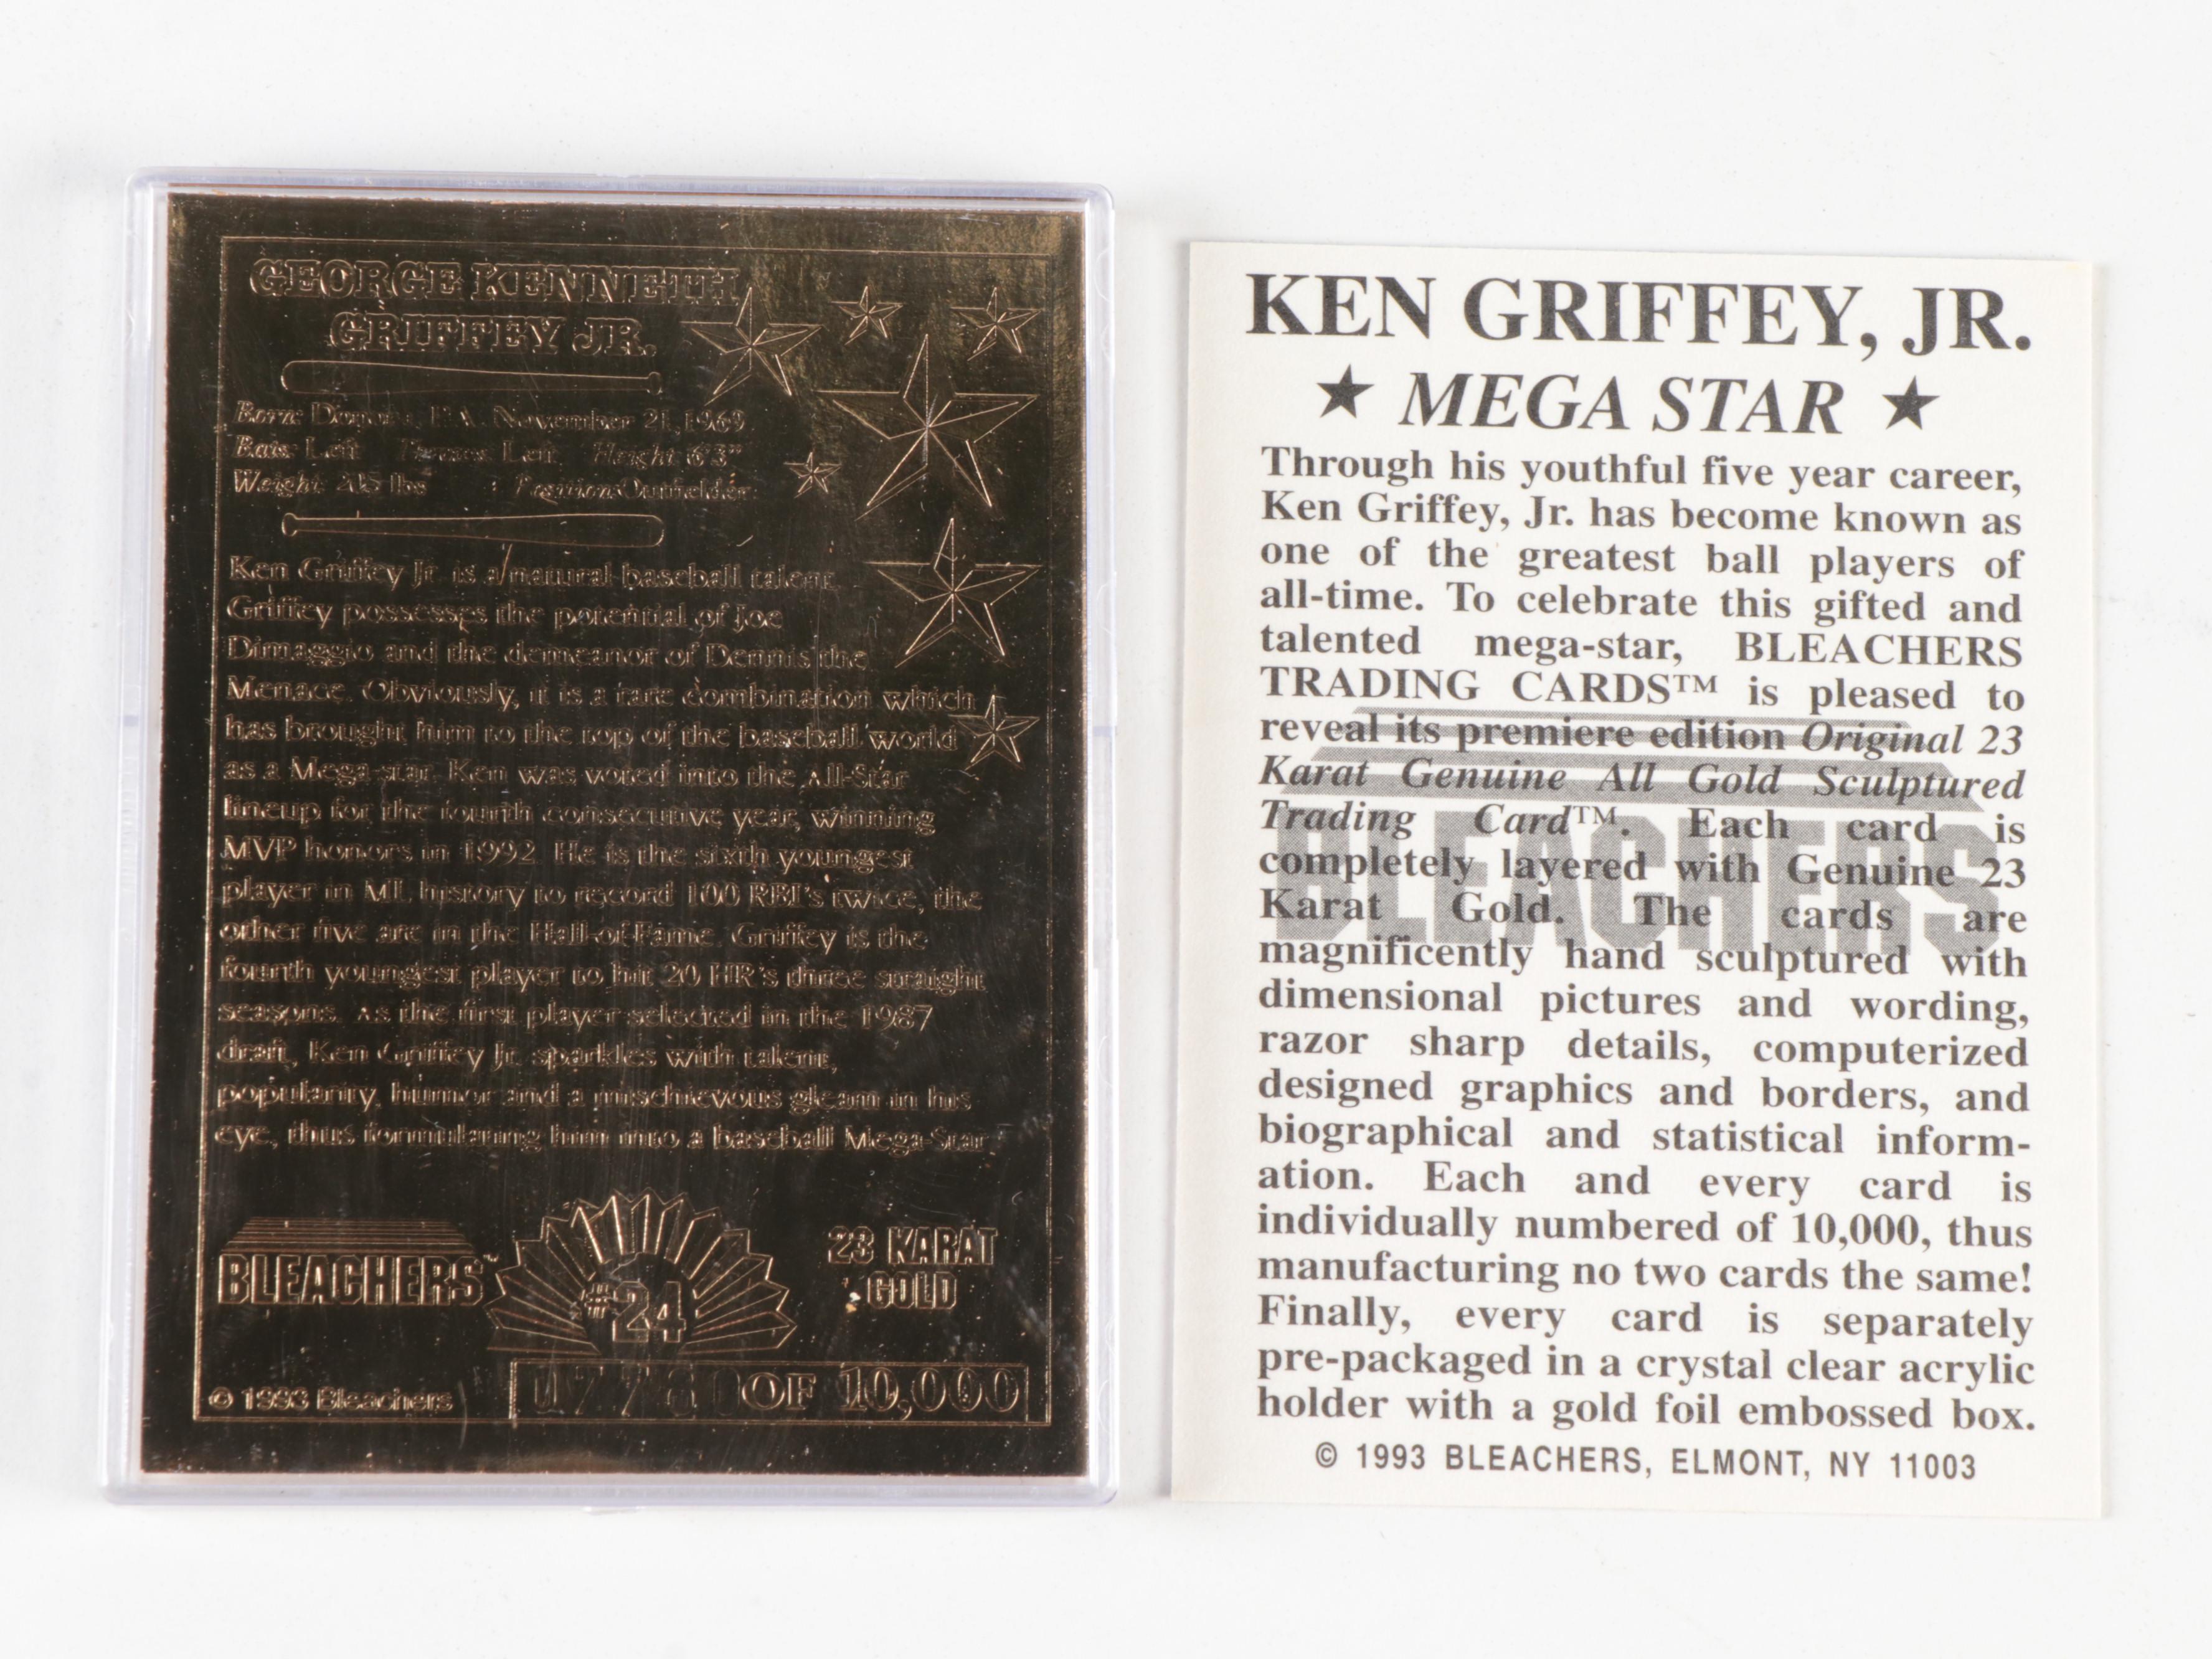 GEORGE KENNETH
GRIFFEY JR.
Born: Donora, P.A. November 21, 1969
Bats: Left Throws: Left Height: 6'3"
Weight: 205 lbs Position: Outfielder
Ken Griffey Jr. is a natural baseball talent.
Griffey possesses the potential of Joe
Dimaggio and the demeanor of Dennis the
Menace. Obviously, it is a rare combination which
has brought him to the top of the baseball world
as a Mega-star. Ken was voted into the All-Star
lineup for the fourth consecutive year, winning
MVP honors in 1992. He is the sixth youngest
player in ML history to record 100 RBI's twice, the
other five are in the Hall-of-Fame. Griffey is the
fourth youngest player to hit 20 HR's three straight
seasons. As the first player selected in the 1987
draft, Ken Griffey Jr. sparkles with talent,
popularity, humor and a mischievous gleam in his
eye, thus formulating him into a baseball Mega-Star
BLEACHERS™
#24
23 KARAT
GOLD
© 1993 Bleachers
OF 10,000
KEN GRIFFEY, JR.
★ MEGA STAR ★
Through his youthful five year career,
Ken Griffey, Jr. has become known as
one of the greatest ball players of
all-time. To celebrate this gifted and
talented mega-star, BLEACHERS
TRADING CARDS™ is pleased to
reveal its premiere edition Original 23
Karat Genuine All Gold Sculptured
Trading Card™. Each card is
completely layered with Genuine 23
Karat Gold. The cards are
magnificently hand sculptured with
dimensional pictures and wording,
razor sharp details, computerized
designed graphics and borders, and
biographical and statistical inform-
ation. Each and every card is
individually numbered of 10,000, thus
manufacturing no two cards the same!
Finally, every card is separately
pre-packaged in a crystal clear acrylic
holder with a gold foil embossed box.
© 1993 BLEACHERS, ELMONT, NY 11003
BLEACHERS